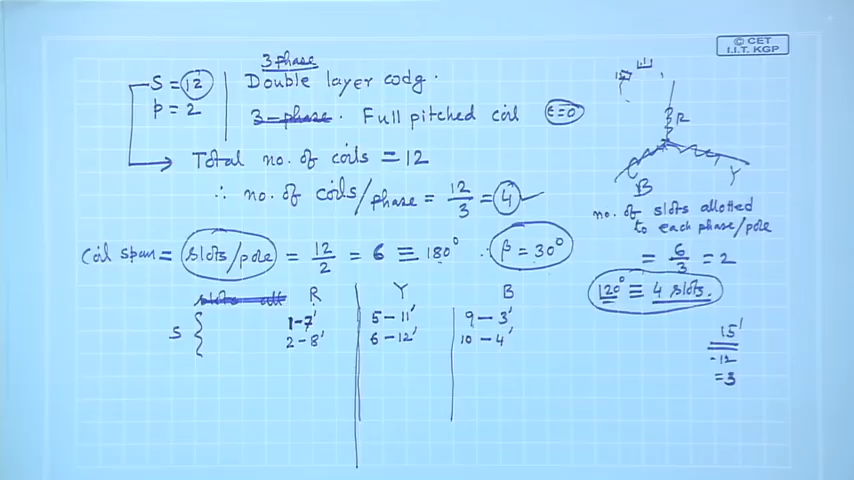 © CET
I.I.T. KGP
3 phase
S = 12 Double layer wdg.
p = 2 3-phase. Full pitched coil ε=0
Total no. of coils = 12
∴ no. of coils/phase = 12/3 = 4
R
B
Y
no. of slots allotted
to each phase/pole
= 6/3 = 2
Coil span = slots/pole = 12/2 = 6 ≡ 180° ∴ β = 30°
120° ≡ 4 slots.
R Y B
S { 1-7' 5-11' 9-3'
2-8' 6-12' 10-4'
15'
-12
= 3